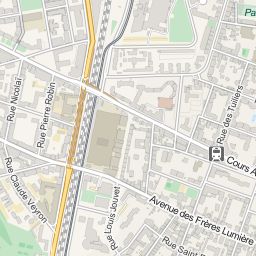 Pa
Rue Nicolaï
Rue Pierre Robin
Rue des Tuiliers
Cours A
Rue Claude Veyron
Rue Louis Jouvet
Avenue des Frères Lumière
Rue Saint